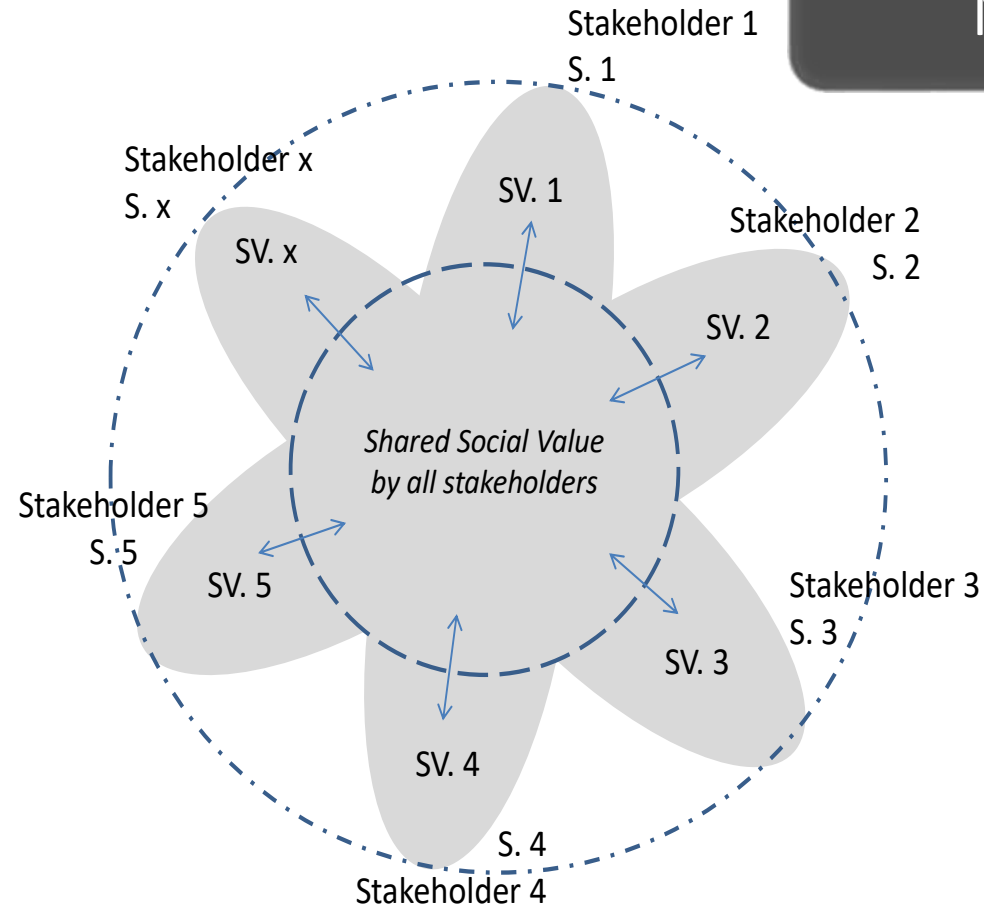 Stakeholder 1
S. 1
Stakeholder x
S. x
SV. 1
Stakeholder 2
S. 2
SV. x
SV. 2
Shared Social Value
by all stakeholders
Stakeholder 5
S. 5
SV. 5
Stakeholder 3
S. 3
SV. 3
SV. 4
S. 4
Stakeholder 4